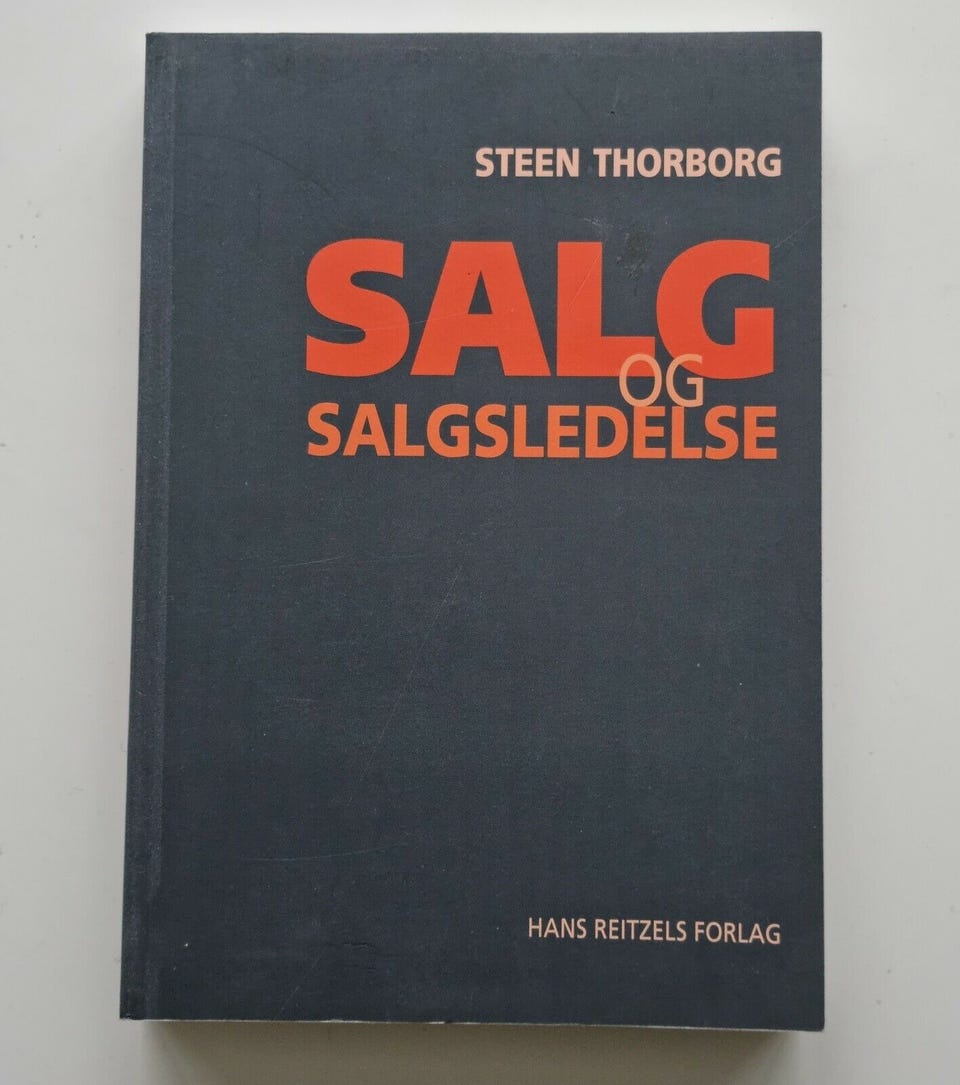 STEEN THORBORG
SALG
OG
SALGSLEDELSE
HANS REITZELS FORLAG